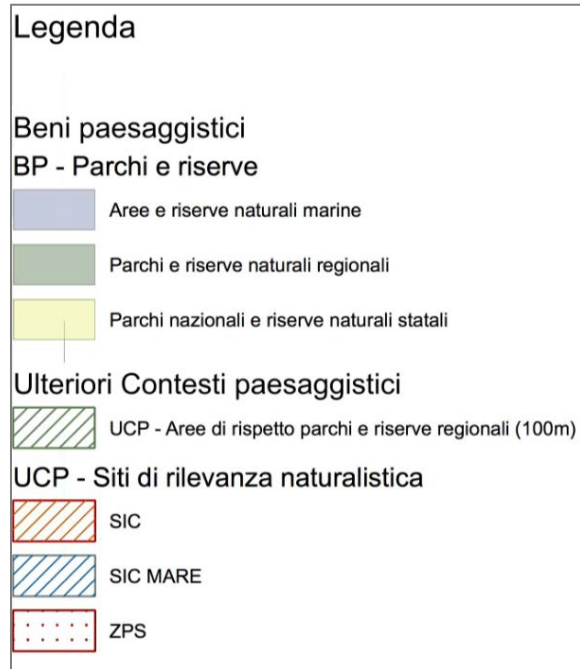 Legenda
Beni paesaggistici
BP - Parchi e riserve
Aree e riserve naturali marine
Parchi e riserve naturali regionali
Parchi nazionali e riserve naturali statali
Ulteriori Contesti paesaggistici
UCP - Aree di rispetto parchi e riserve regionali (100m)
UCP - Siti di rilevanza naturalistica
SIC
SIC MARE
ZPS